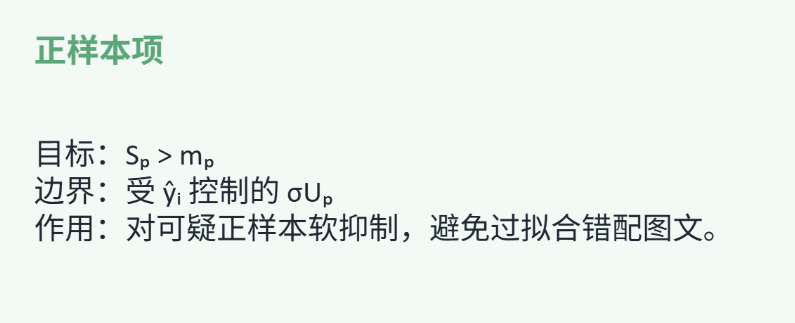 正样本项
目标：Sₚ > mₚ
边界：受 ŷᵢ 控制的 σUₚ
作用：对可疑正样本软抑制，避免过拟合错配图文。